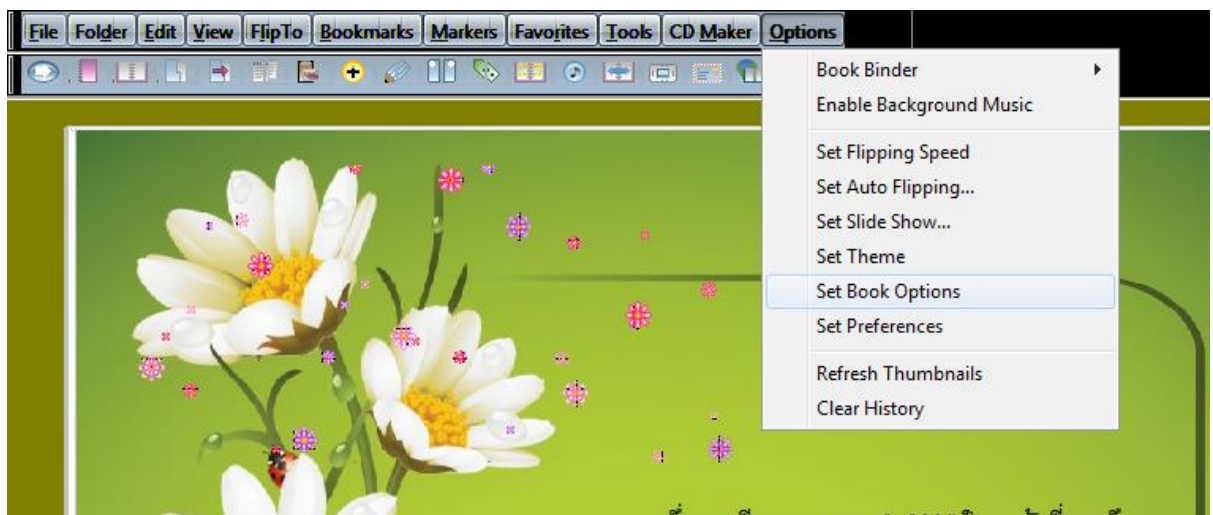 File Folder Edit View FlipTo Bookmarks Markers Favorites Tools CD Maker Options
Book Binder
Enable Background Music
Set Flipping Speed
Set Auto Flipping...
Set Slide Show...
Set Theme
Set Book Options
Set Preferences
Refresh Thumbnails
Clear History